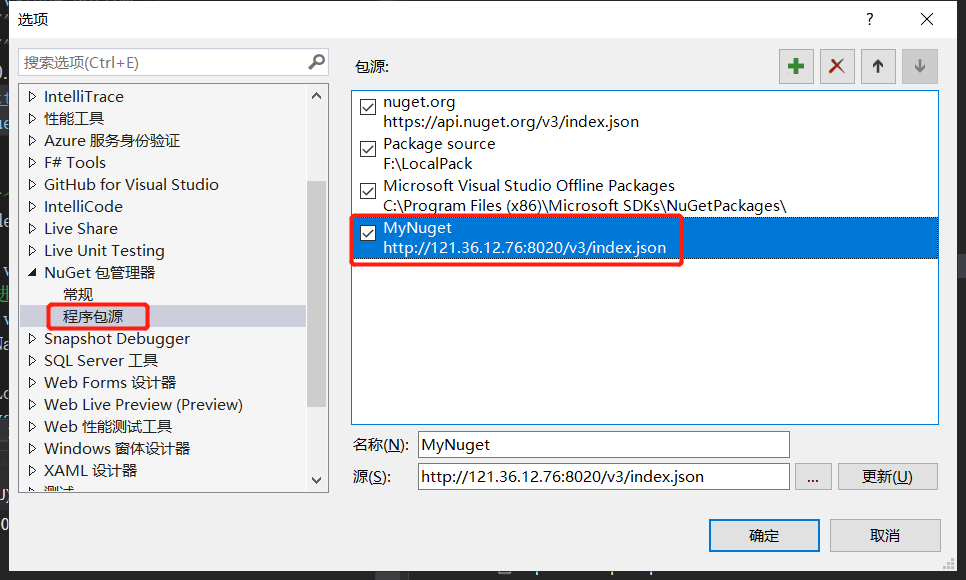 选项
?
搜索选项(Ctrl+E)
IntelliTrace
性能工具
Azure 服务身份验证
F# Tools
GitHub for Visual Studio
IntelliCode
Live Share
Live Unit Testing
NuGet 包管理器
常规
程序包源
Snapshot Debugger
SQL Server 工具
Web Forms 设计器
Web Live Preview (Preview)
Web 性能测试工具
Windows 窗体设计器
XAML 设计器
测试
包源:
nuget.org
https://api.nuget.org/v3/index.json
Package source
F:\LocalPack
Microsoft Visual Studio Offline Packages
C:\Program Files (x86)\Microsoft SDKs\NuGetPackages\
MyNuget
http://121.36.12.76:8020/v3/index.json
名称(N): MyNuget
源(S): http://121.36.12.76:8020/v3/index.json ... 更新(U)
确定 取消